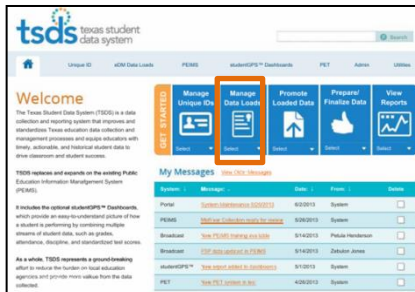 tsds texas student
data system
Search
Unique ID eDM Data Loads PEIMS studentGPS™ Dashboards PET Admin Utilities
Welcome
The Texas Student Data System (TSDS) is a data
collection and reporting system that improves and
standardizes Texas education data collection and
management processes and equips educators with
timely, actionable, and historical student data to
drive classroom and student success.
TSDS replaces and expands on the existing Public
Education Information Management System
(PEIMS).
It includes the optional studentGPS™ Dashboards,
which provide an easy-to-understand picture of how
a student is performing by combining multiple
streams of student data, such as grades,
attendance, discipline, and standardized test scores.
As a whole, TSDS represents a ground-breaking
effort to reduce the burden on local education
agencies and provide more value from the data
collected.
GET STARTED
Manage
Unique IDs
Select
Manage
Data Loads
Select
Promote
Loaded Data
Select
Prepare/
Finalize Data
Select
View
Reports
Select
My Messages View Older Messages
System: Message: Date: From: Delete
Portal System Maintenance 5/29/2013 6/2/2013 System
PEIMS MidYear Collection ready for review 5/28/2013 System
Broadcast New PEIMS training available 5/14/2013 Petula Henderson
Broadcast FSP data updated in PEIMS 5/14/2013 Zebulon Jones
studentGPS™ New report added to dashboards 5/1/2013 System
PET 4/28/2013 System